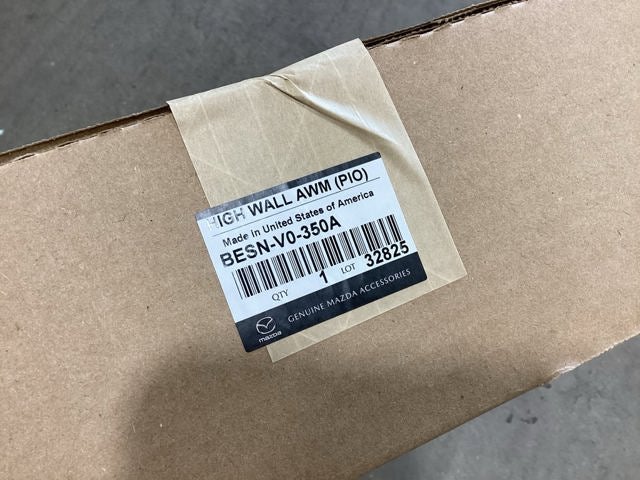 HIGH WALL AWM (PIO)
Made in United States of America
BESN-V0-350A
QTY 1 LOT 32825
mazda GENUINE MAZDA ACCESSORIES